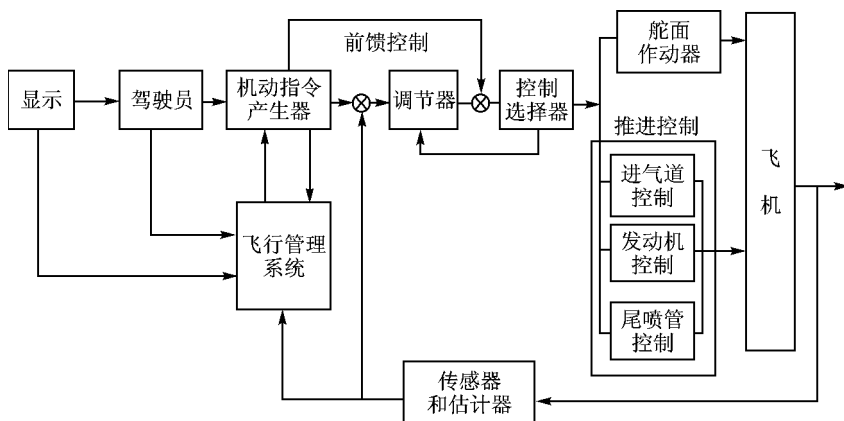 前馈控制
显示
驾驶员
机动指令
产生器
调节器
控制
选择器
舵面
作动器
推进控制
进气道
控制
发动机
控制
尾喷管
控制
飞
机
飞行管理
系统
传感器
和估计器